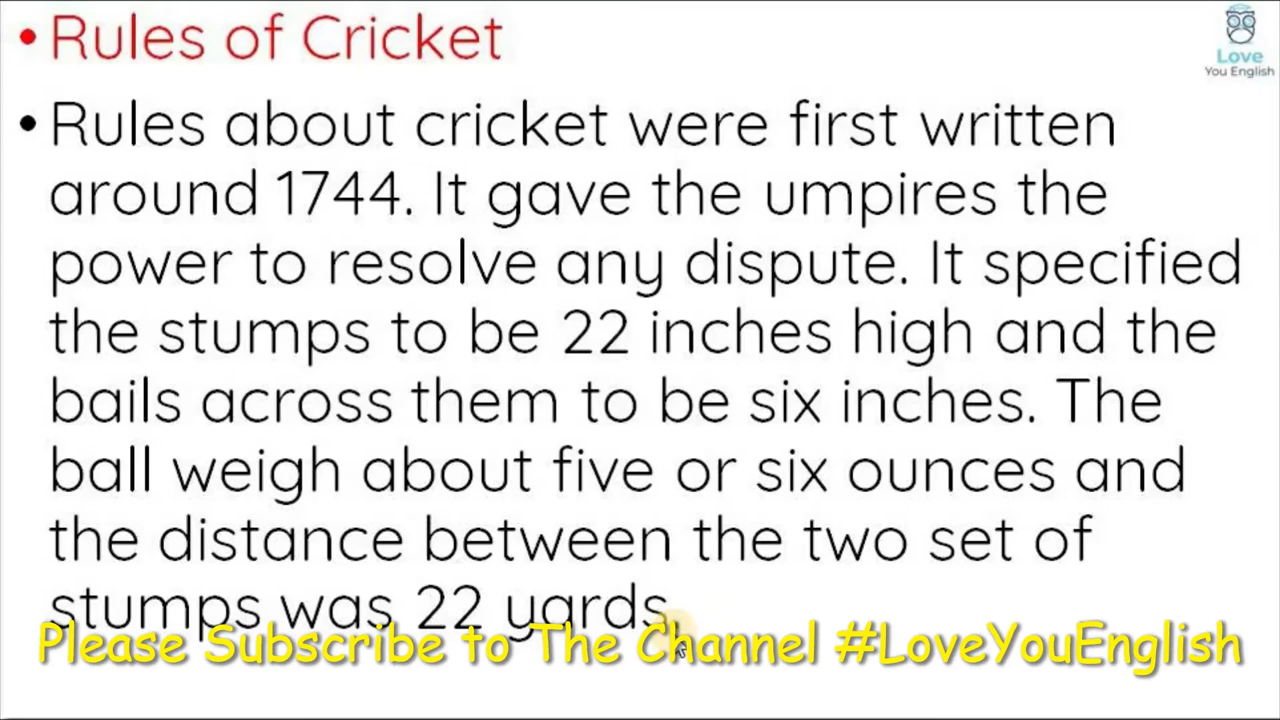 • Rules of Cricket
Love
You English
• Rules about cricket were first written
around 1744. It gave the umpires the
power to resolve any dispute. It specified
the stumps to be 22 inches high and the
bails across them to be six inches. The
ball weigh about five or six ounces and
the distance between the two set of
stumps was 22 yards
Please Subscribe to The Channel #LoveYouEnglish